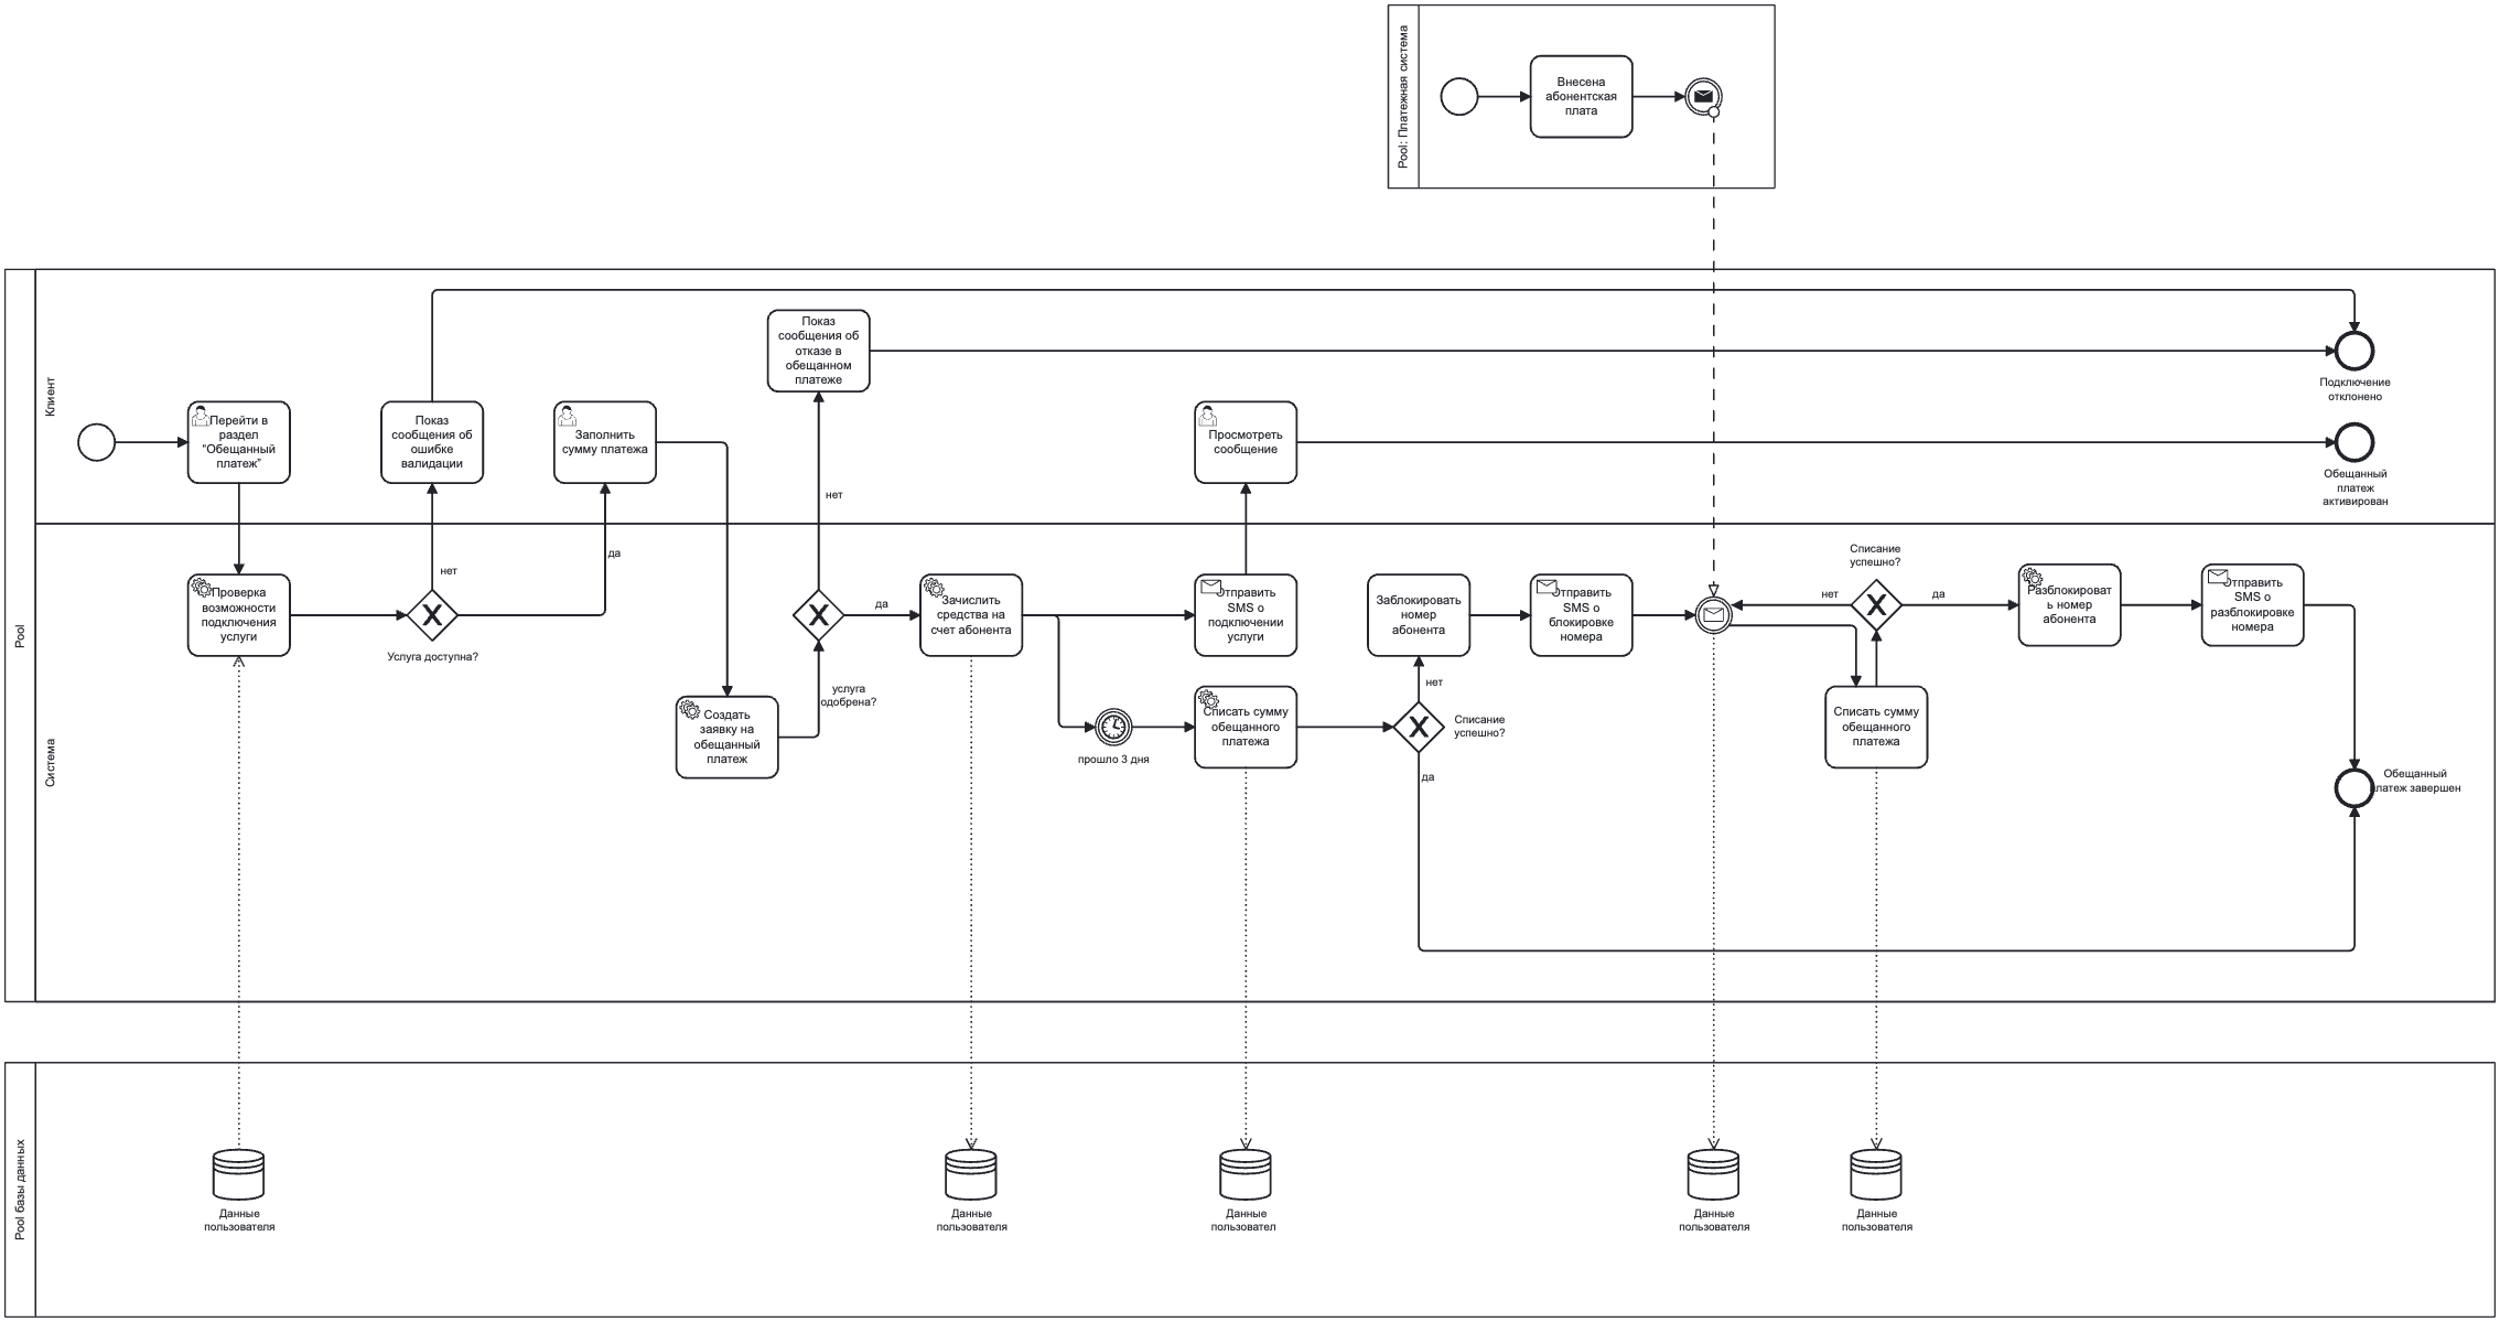 Pool: Платежная система
Внесена
абонентская
плата
Pool
Клиент
Перейти в
раздел
"Обещанный
платеж"
Показ
сообщения об
ошибке
валидации
Заполнить
сумму платежа
Показ
сообщения об
отказе в
обещанном
платеже
Просмотреть
сообщение
Подключение
отклонено
Обещанный
платеж
активирован
нет
Система
Проверка
возможности
подключения
услуги
нет
Услуга доступна?
да
Создать
заявку на
обещанный
платеж
услуга
одобрена?
да
Зачислить
средства на
счет абонента
прошло 3 дня
Отправить
SMS о
подключении
услуги
Списать сумму
обещанного
платежа
Заблокировать
номер
абонента
нет
Списание
успешно?
да
Отправить
SMS о
блокировке
номера
Списание
успешно?
нет
да
Списать сумму
обещанного
платежа
Разблокироват
ь номер
абонента
Отправить
SMS о
разблокировке
номера
Обещанный
платеж завершен
Pool базы данных
Данные
пользователя
Данные
пользователя
Данные
пользовател
Данные
пользователя
Данные
пользователя